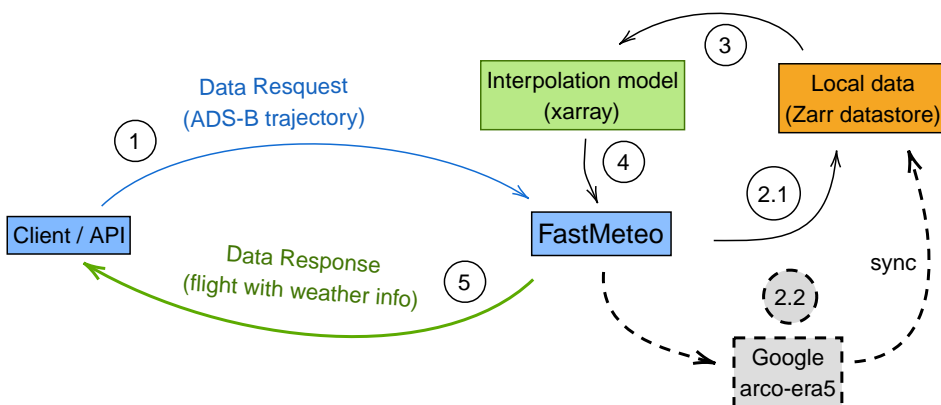 3
Interpolation model
(xarray)
Local data
(Zarr datastore)
Data Resquest
(ADS-B trajectory)
1
4
2.1
Client / API
FastMeteo
Data Response
(flight with weather info)
5
sync
2.2
Google
arco-era5